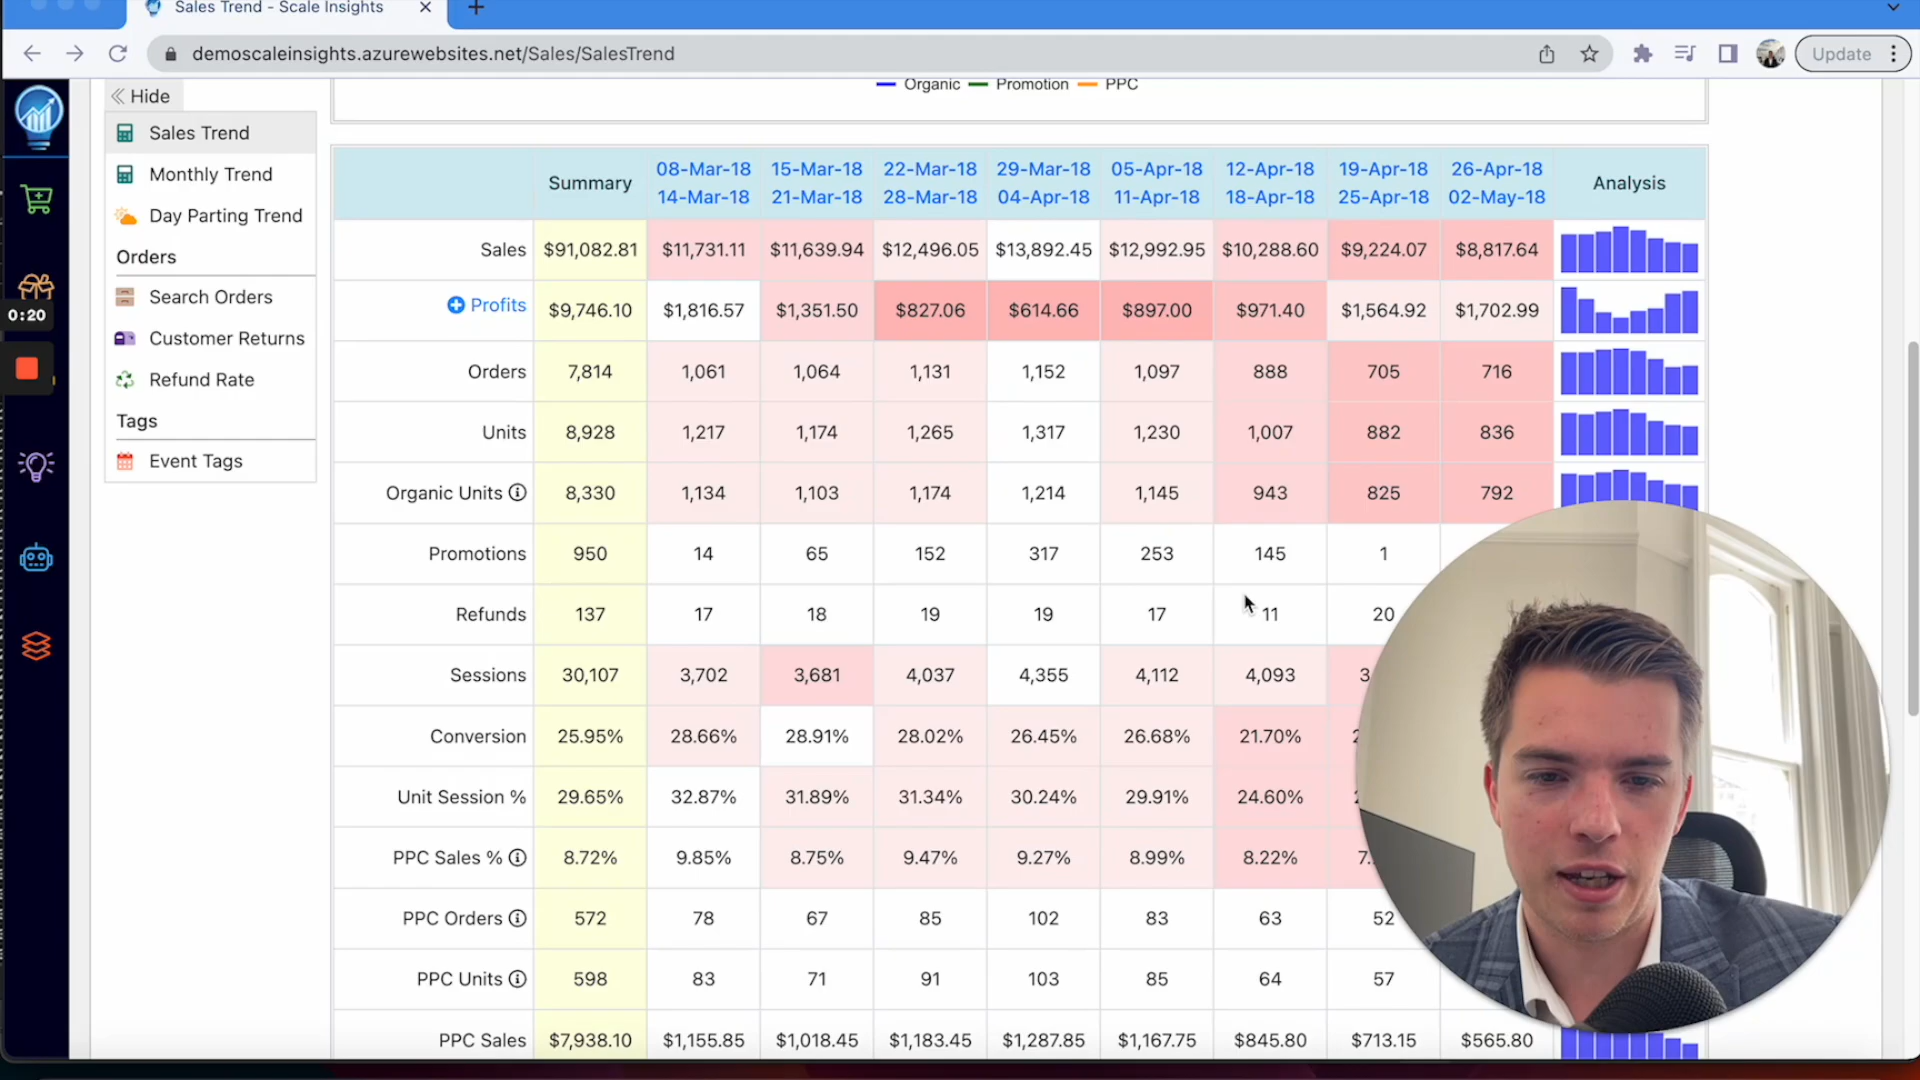 Sales Trend - Scale Insights
demoscaleinsights.azurewebsites.net/Sales/SalesTrend
Update
Organic Promotion PPC
Hide
Sales Trend
Monthly Trend
Day Parting Trend
Orders
Search Orders
Customer Returns
Refund Rate
Tags
Event Tags
0:20
Summary 08-Mar-18 15-Mar-18 22-Mar-18 29-Mar-18 05-Apr-18 12-Apr-18 19-Apr-18 26-Apr-18 Analysis
14-Mar-18 21-Mar-18 28-Mar-18 04-Apr-18 11-Apr-18 18-Apr-18 25-Apr-18 02-May-18
Sales $91,082.81 $11,731.11 $11,639.94 $12,496.05 $13,892.45 $12,992.95 $10,288.60 $9,224.07 $8,817.64
Profits $9,746.10 $1,816.57 $1,351.50 $827.06 $614.66 $897.00 $971.40 $1,564.92 $1,702.99
Orders 7,814 1,061 1,064 1,131 1,152 1,097 888 705 716
Units 8,928 1,217 1,174 1,265 1,317 1,230 1,007 882 836
Organic Units 8,330 1,134 1,103 1,174 1,214 1,145 943 825 792
Promotions 950 14 65 152 317 253 145 1
Refunds 137 17 18 19 19 17 11 20
Sessions 30,107 3,702 3,681 4,037 4,355 4,112 4,093
Conversion 25.95% 28.66% 28.91% 28.02% 26.45% 26.68% 21.70%
Unit Session % 29.65% 32.87% 31.89% 31.34% 30.24% 29.91% 24.60%
PPC Sales % 8.72% 9.85% 8.75% 9.47% 9.27% 8.99% 8.22%
PPC Orders 572 78 67 85 102 83 63 52
PPC Units 598 83 71 91 103 85 64 57
PPC Sales $7,938.10 $1,155.85 $1,018.45 $1,183.45 $1,287.85 $1,167.75 $845.80 $713.15 $565.80